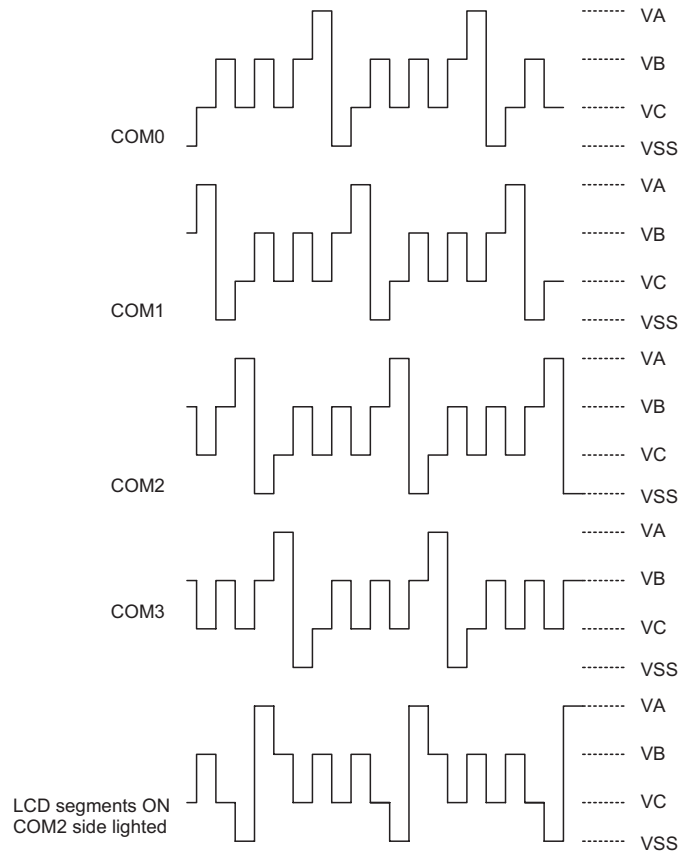 VA
VB
VC
COM0
VSS
VA
VB
VC
COM1
VSS
VA
VB
VC
COM2
VSS
VA
VB
COM3
VC
VSS
VA
VB
VC
LCD segments ON
COM2 side lighted
VSS